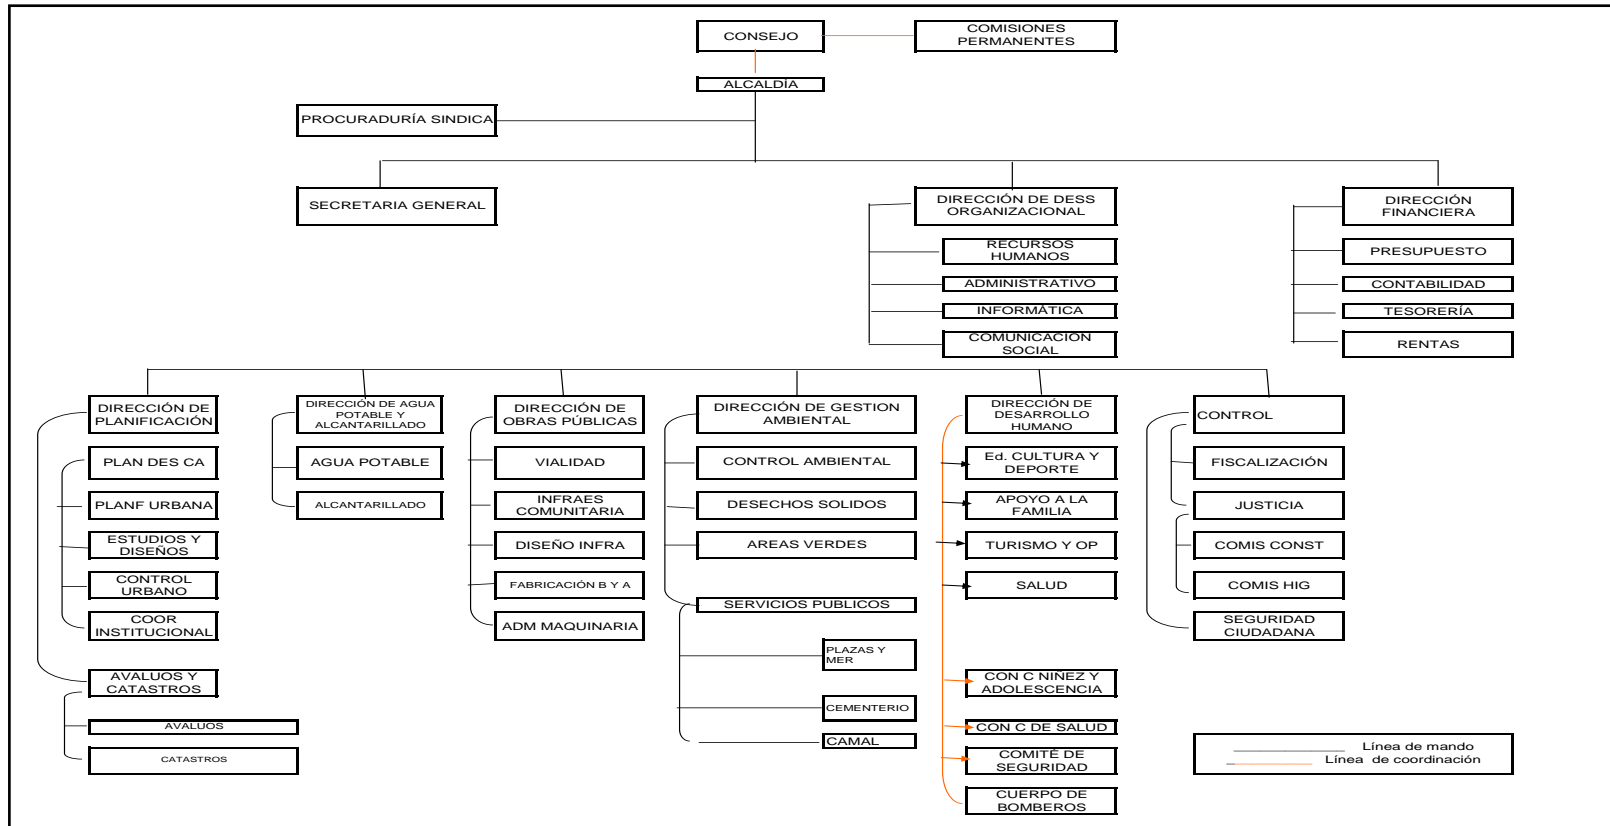 CONSEJO
COMISIONES
PERMANENTES
ALCALDÍA
PROCURADURÍA SINDICA
SECRETARIA GENERAL
DIRECCIÓN DE DESS
ORGANIZACIONAL
RECURSOS
HUMANOS
ADMINISTRATIVO
INFORMÁTICA
COMUNICACIÓN
SOCIAL
DIRECCIÓN
FINANCIERA
PRESUPUESTO
CONTABILIDAD
TESORERÍA
RENTAS
DIRECCIÓN DE
PLANIFICACIÓN
PLAN DES CA
PLANF URBANA
ESTUDIOS Y
DISEÑOS
CONTROL
URBANO
COOR
INSTITUCIONAL
AVALUOS Y
CATASTROS
AVALUOS
CATASTROS
DIRECCIÓN DE AGUA
POTABLE Y
ALCANTARILLADO
AGUA POTABLE
ALCANTARILLADO
DIRECCIÓN DE
OBRAS PÚBLICAS
VIALIDAD
INFRAES
COMUNITARIA
DISEÑO INFRA
FABRICACIÓN B Y A
ADM MAQUINARIA
DIRECCIÓN DE GESTION
AMBIENTAL
CONTROL AMBIENTAL
DESECHOS SOLIDOS
AREAS VERDES
SERVICIOS PUBLICOS
PLAZAS Y
MER
CEMENTERIO
CAMAL
DIRECCIÓN DE
DESARROLLO
HUMANO
Ed. CULTURA Y
DEPORTE
APOYO A LA
FAMILIA
TURISMO Y OP
SALUD
CON C NIÑEZ Y
ADOLESCENCIA
CON C DE SALUD
COMITÉ DE
SEGURIDAD
CUERPO DE
BOMBEROS
CONTROL
FISCALIZACIÓN
JUSTICIA
COMIS CONST
COMIS HIG
SEGURIDAD
CIUDADANA
Línea de mando
Línea de coordinación